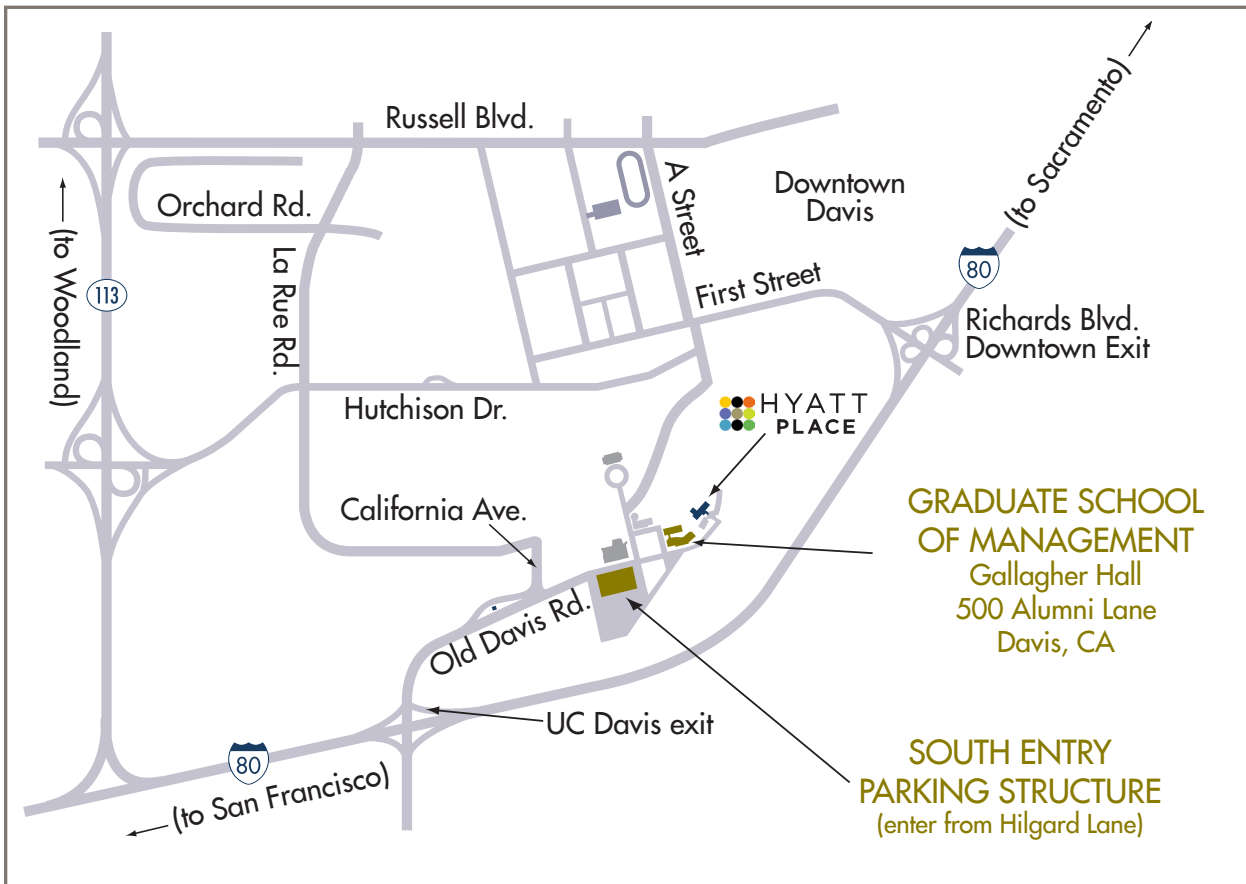 Russell Blvd.
(to Sacramento)
A Street
Downtown
Davis
Orchard Rd.
(to Woodland)
113
La Rue Rd.
First Street
80
Richards Blvd.
Downtown Exit
Hutchison Dr.
HYATT
PLACE
California Ave.
GRADUATE SCHOOL
OF MANAGEMENT
Gallagher Hall
500 Alumni Lane
Davis, CA
Old Davis Rd.
UC Davis exit
80
(to San Francisco)
SOUTH ENTRY
PARKING STRUCTURE
(enter from Hilgard Lane)